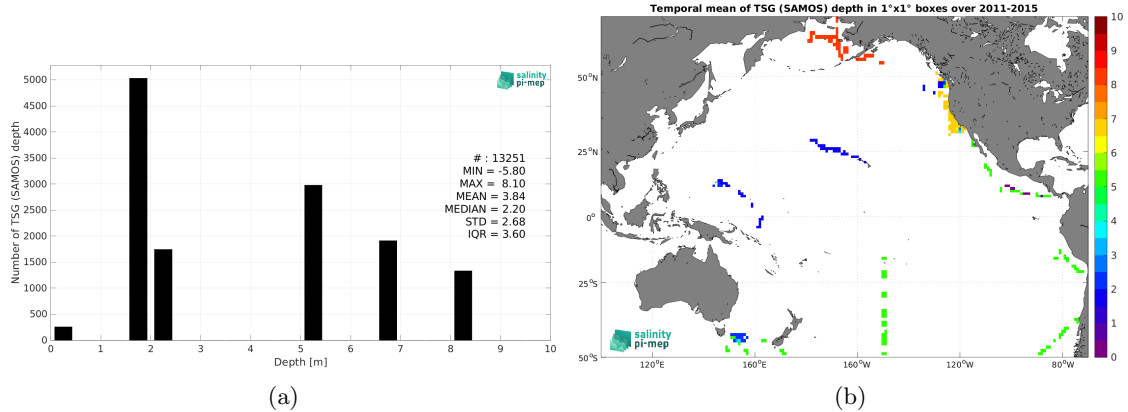 Number of TSG (SAMOS) depth
5000
4500
4000
3500
3000
2500
2000
1500
1000
500
0
0 1 2 3 4 5 6 7 8 9 10
Depth [m]
salinity
pi-mep
# : 13251
MIN = -5.80
MAX = 8.10
MEAN = 3.84
MEDIAN = 2.20
STD = 2.68
IQR = 3.60
(a)
Temporal mean of TSG (SAMOS) depth in 1°x1° boxes over 2011-2015
50°N
25°N
0°
25°S
50°S
120°E 160°E 160°W 120°W 80°W
salinity
pi-mep
10
9
8
7
6
5
4
3
2
1
0
(b)